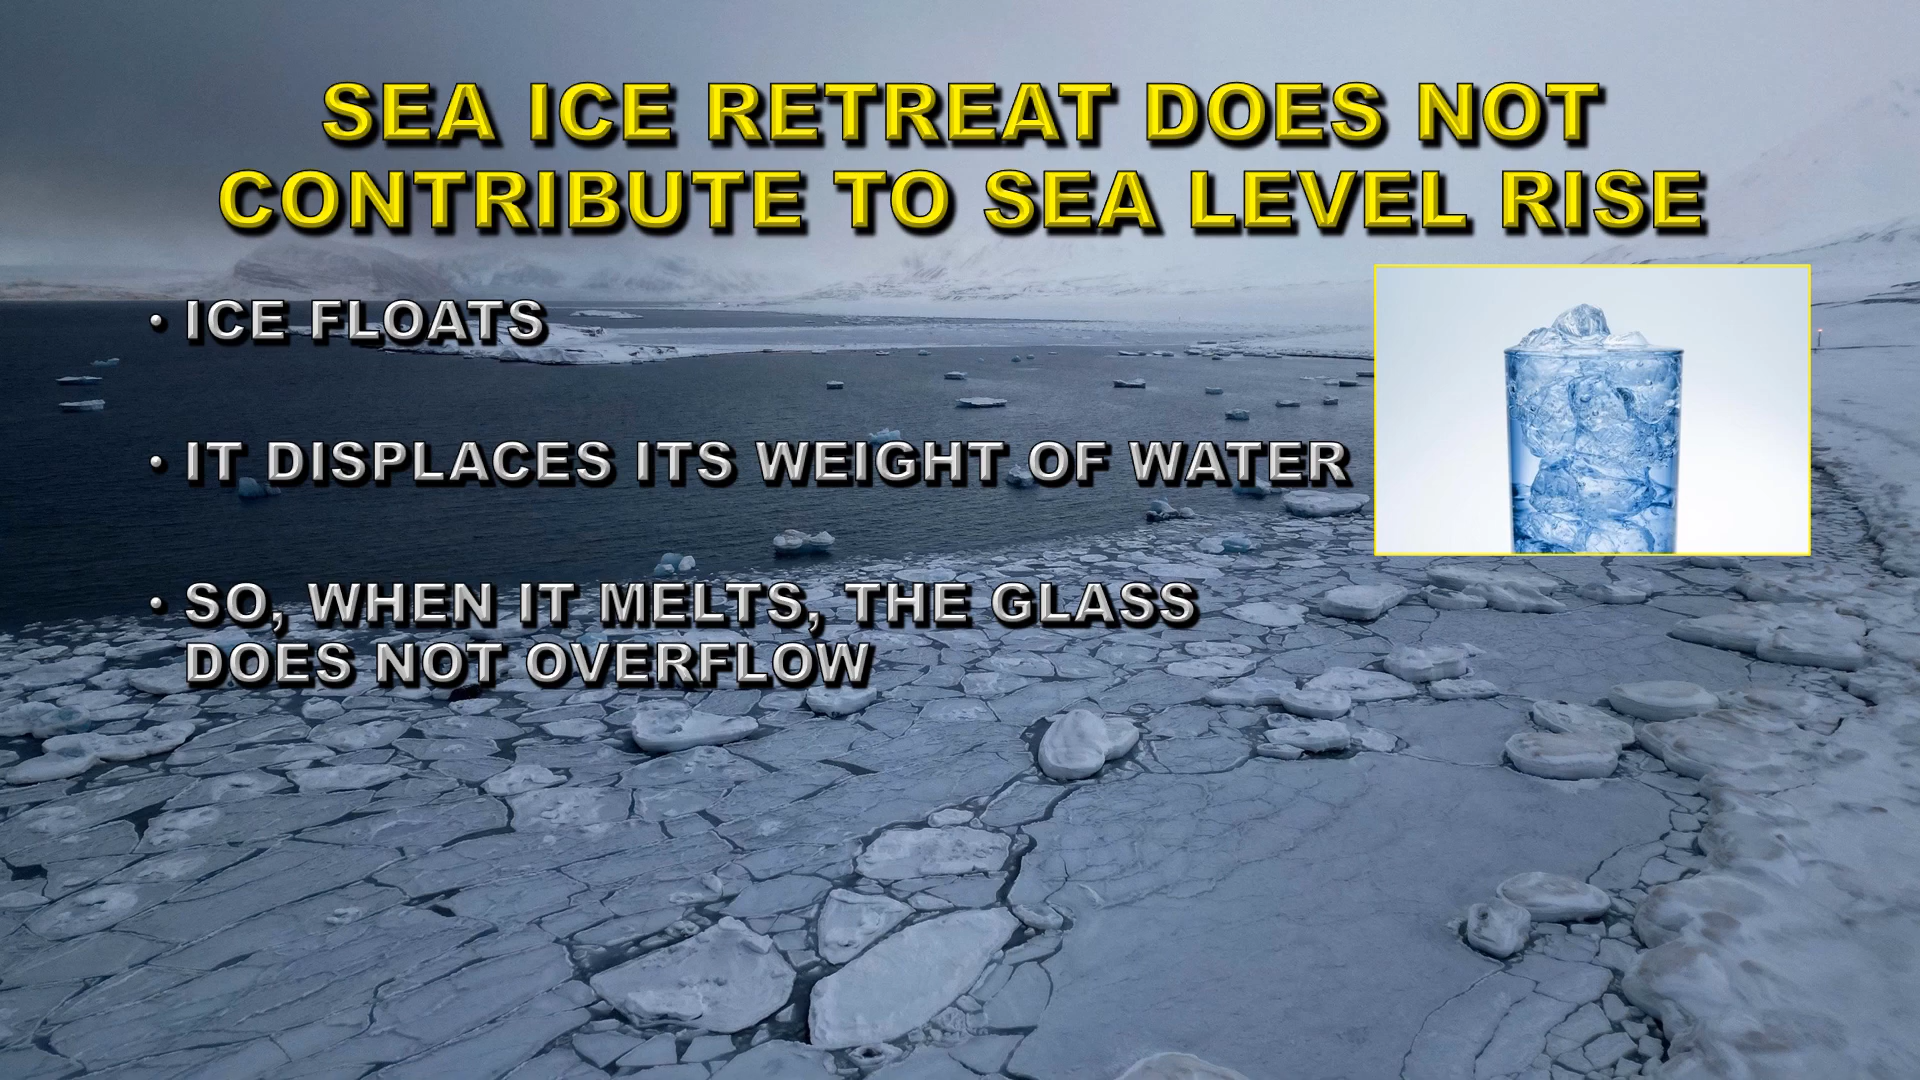 SEA ICE RETREAT DOES NOT
CONTRIBUTE TO SEA LEVEL RISE
• ICE FLOATS
• IT DISPLACES ITS WEIGHT OF WATER
• SO, WHEN IT MELTS, THE GLASS
DOES NOT OVERFLOW